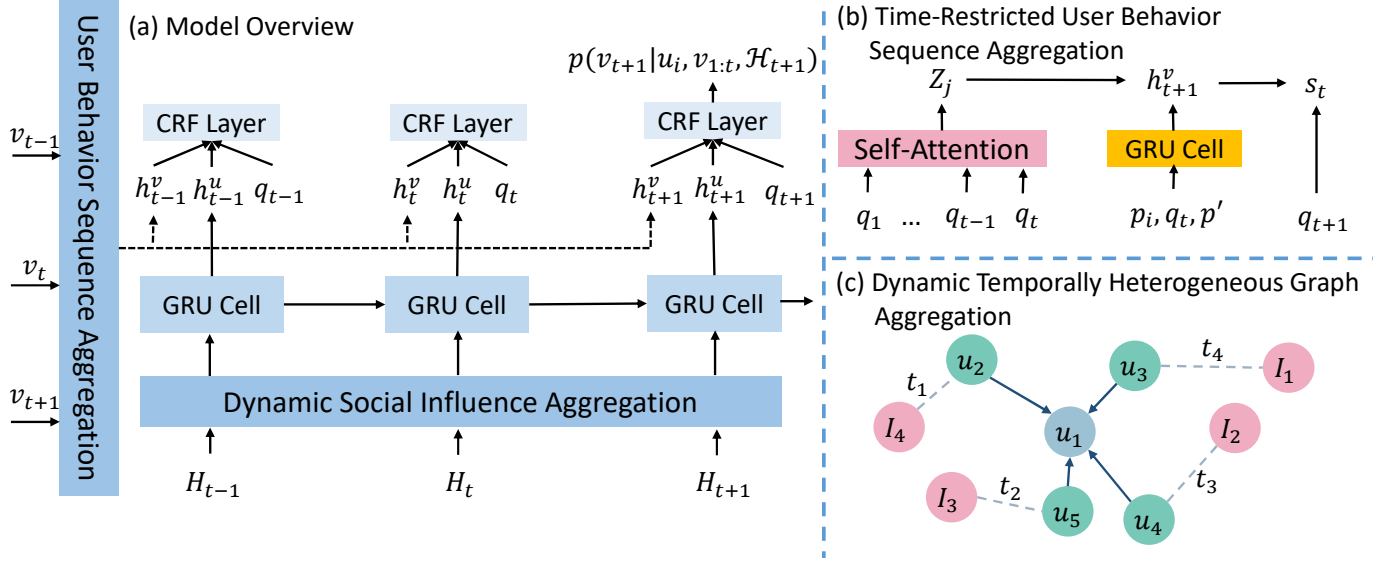 (a) Model Overview
User Behavior Sequence Aggregation
v_{t-1}
v_t
v_{t+1}
p(v_{t+1}|u_i, v_{1:t}, ℋ_{t+1})
CRF Layer CRF Layer CRF Layer
h^v_{t-1} h^u_{t-1} q_{t-1} h^v_t h^u_t q_t h^v_{t+1} h^u_{t+1} q_{t+1}
GRU Cell GRU Cell GRU Cell
Dynamic Social Influence Aggregation
H_{t-1} H_t H_{t+1}
(b) Time-Restricted User Behavior
Sequence Aggregation
Z_j h^v_{t+1} s_t
Self-Attention GRU Cell
q_1 ... q_{t-1} q_t p_i, q_t, p' q_{t+1}
(c) Dynamic Temporally Heterogeneous Graph
Aggregation
u_2 u_3 t_4 I_1
t_1
I_4 u_1 I_2
I_3 t_2 t_3
u_5 u_4